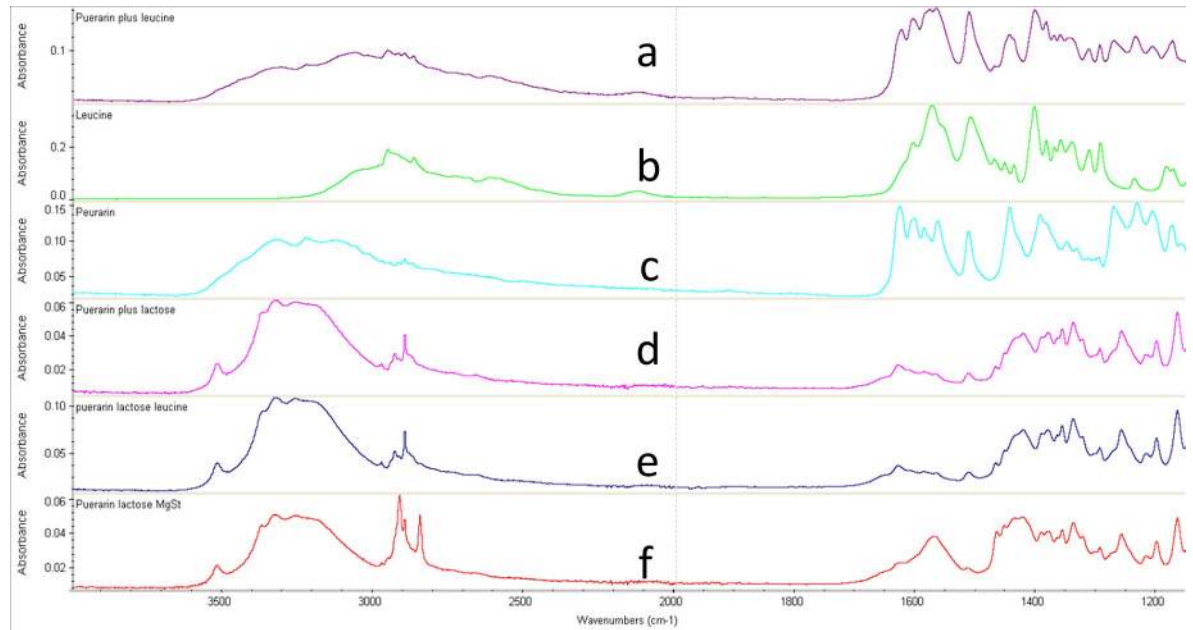 Puerarin plus leucine
Absorbance
0.1
a
Leucine
Absorbance
0.2
0.0
b
Peurarin
Absorbance
0.15
0.10
0.05
c
Puerarin plus lactose
Absorbance
0.06
0.04
0.02
d
puerarin lactose leucine
Absorbance
0.10
0.05
e
Puerarin lactose MgSt
Absorbance
0.06
0.04
0.02
f
3500 3000 2500 2000 1800 1600 1400 1200
Wavenumbers (cm-1)